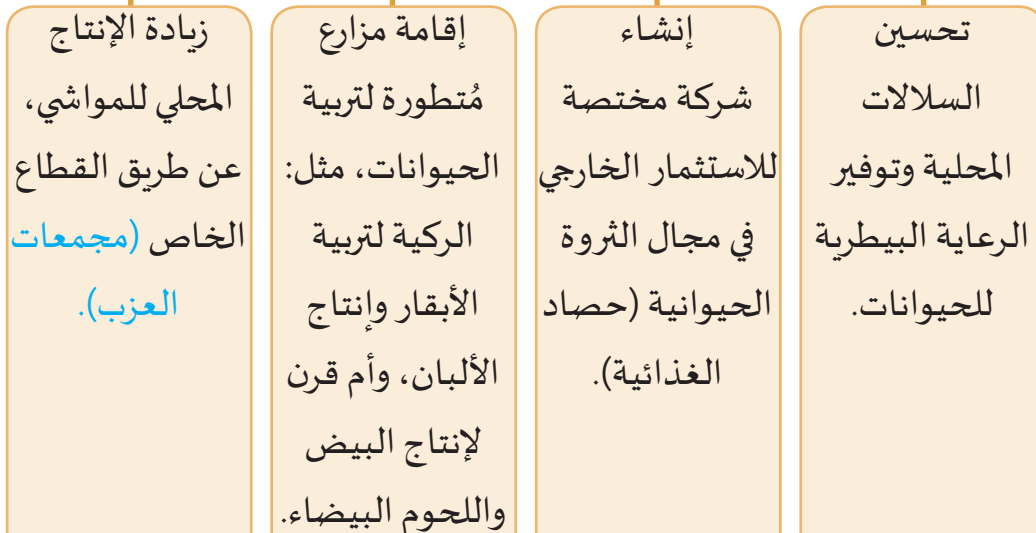 تحسين
السلالات
المحلية وتوفير
الرعاية البيطرية
للحيوانات.
إنشاء
شركة مختصة
للاستثمار الخارجي
في مجال الثروة
الحيوانية (حصاد
الغذائية).
إقامة مزارع
مُتطورة لتربية
الحيوانات، مثل:
الركية لتربية
الأبقار وإنتاج
الألبان، وأم قرن
لإنتاج البيض
واللحوم البيضاء.
زيادة الإنتاج
المحلي للمواشي،
عن طريق القطاع
الخاص (مجمعات
العزب).